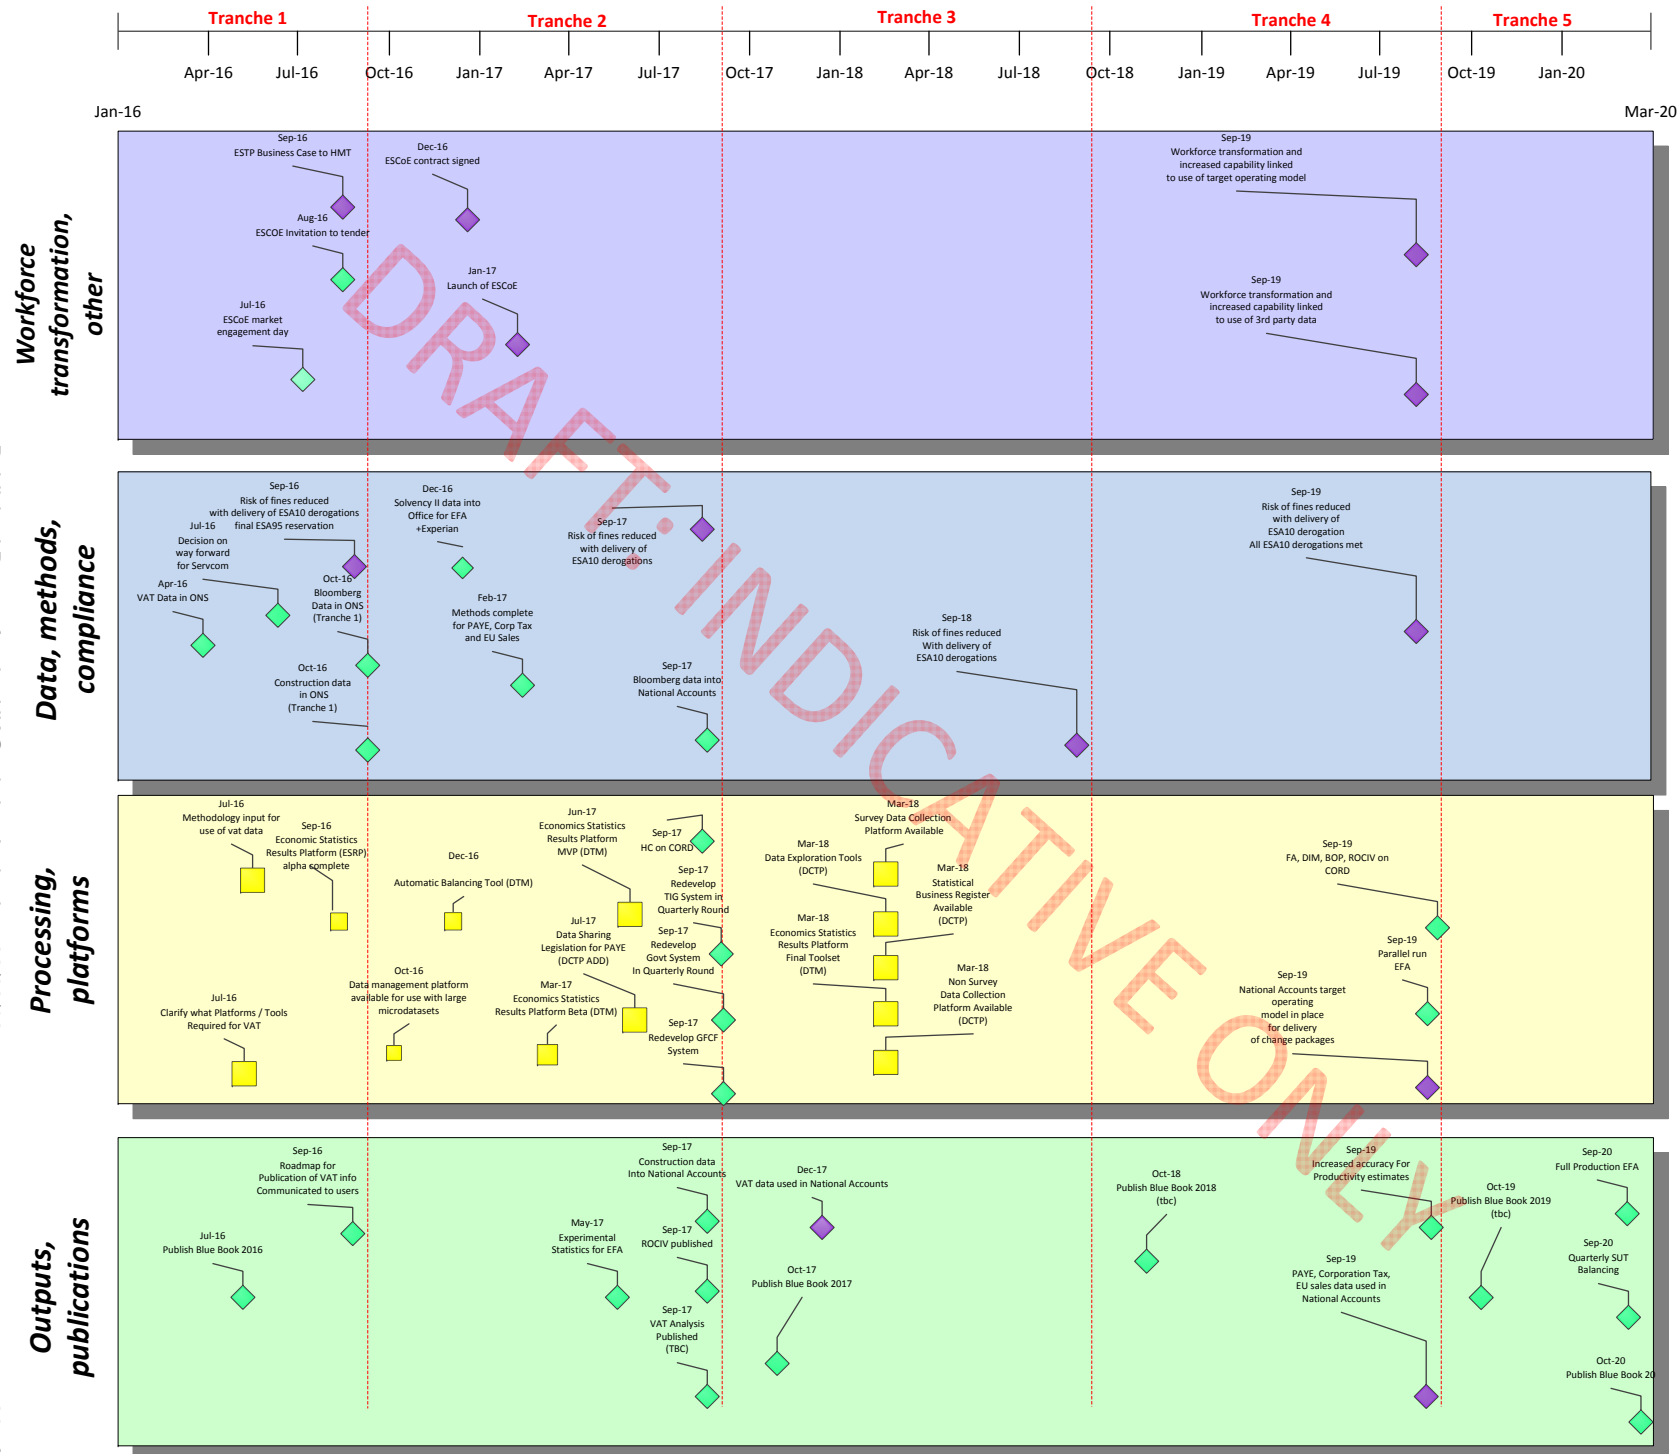 Tranche 1
Tranche 2
Tranche 3
Tranche 4
Tranche 5
Apr-16
Jul-16
Oct-16
Jan-17
Apr-17
Jul-17
Oct-17
Jan-18
Apr-18
Jul-18
Oct-18
Jan-19
Apr-19
Jul-19
Oct-19
Jan-20
Jan-16
Mar-20
Workforce
transformation,
other
Sep-16
ESTP Business Case to HMT
Aug-16
ESCOE Invitation to tender
Jul-16
ESCoE market
engagement day
Dec-16
ESCoE contract signed
Jan-17
Launch of ESCoE
Sep-19
Workforce transformation and
increased capability linked
to use of target operating model
Sep-19
Workforce transformation and
increased capability linked
to use of 3rd party data
Data, methods,
compliance
Sep-16
Risk of fines reduced
with delivery of ESA10 derogations
final ESA95 reservation
Jul-16
Decision on
way forward
for Servcom
Apr-16
VAT Data in ONS
Oct-16
Bloomberg
Data in ONS
(Tranche 1)
Oct-16
Construction data
in ONS
(Tranche 1)
Dec-16
Solvency II data into
Office for EFA
+Experian
Feb-17
Methods complete
for PAYE, Corp Tax
and EU Sales
Sep-17
Risk of fines reduced
with delivery of
ESA10 derogations
Sep-17
Bloomberg data into
National Accounts
Sep-18
Risk of fines reduced
With delivery of
ESA10 derogations
Sep-19
Risk of fines reduced
with delivery of
ESA10 derogation
All ESA10 derogations met
Processing,
platforms
Jul-16
Methodology input for
use of vat data
Sep-16
Economic Statistics
Results Platform (ESRP)
alpha complete
Jul-16
Clarify what Platforms / Tools
Required for VAT
Dec-16
Automatic Balancing Tool (DTM)
Oct-16
Data management platform
available for use with large
microdatasets
Jun-17
Economics Statistics
Results Platform
MVP (DTM)
Jul-17
Data Sharing
Legislation for PAYE
(DCTP ADD)
Mar-17
Economics Statistics
Results Platform Beta (DTM)
Sep-17
HC on CORD
Sep-17
Redevelop
TIG System in
Quarterly Round
Sep-17
Redevelop
Govt System
In Quarterly Round
Sep-17
Redevelop GFCF
System
Mar-18
Survey Data Collection
Platform Available
Mar-18
Data Exploration Tools
(DCTP)
Mar-18
Statistical
Business Register
Available
(DCTP)
Mar-18
Economics Statistics
Results Platform
Final Toolset
(DTM)
Mar-18
Non Survey
Data Collection
Platform Available
(DCTP)
Sep-19
FA, DIM, BOP, ROCIV on
CORD
Sep-19
Parallel run
EFA
Sep-19
National Accounts target
operating
model in place
for delivery
of change packages
Outputs,
publications
Sep-16
Roadmap for
Publication of VAT info
Communicated to users
Jul-16
Publish Blue Book 2016
May-17
Experimental
Statistics for EFA
Sep-17
Construction data
Into National Accounts
Sep-17
ROCIV published
Sep-17
VAT Analysis
Published
(TBC)
Dec-17
VAT data used in National Accounts
Oct-17
Publish Blue Book 2017
Oct-18
Publish Blue Book 2018
(tbc)
Sep-19
Increased accuracy For
Productivity estimates
Sep-19
PAYE, Corporation Tax,
EU sales data used in
National Accounts
Oct-19
Publish Blue Book 2019
(tbc)
Sep-20
Full Production EFA
Sep-20
Quarterly SUT
Balancing
Oct-20
Publish Blue Book 20
DRAFT: INDICATIVE ONLY